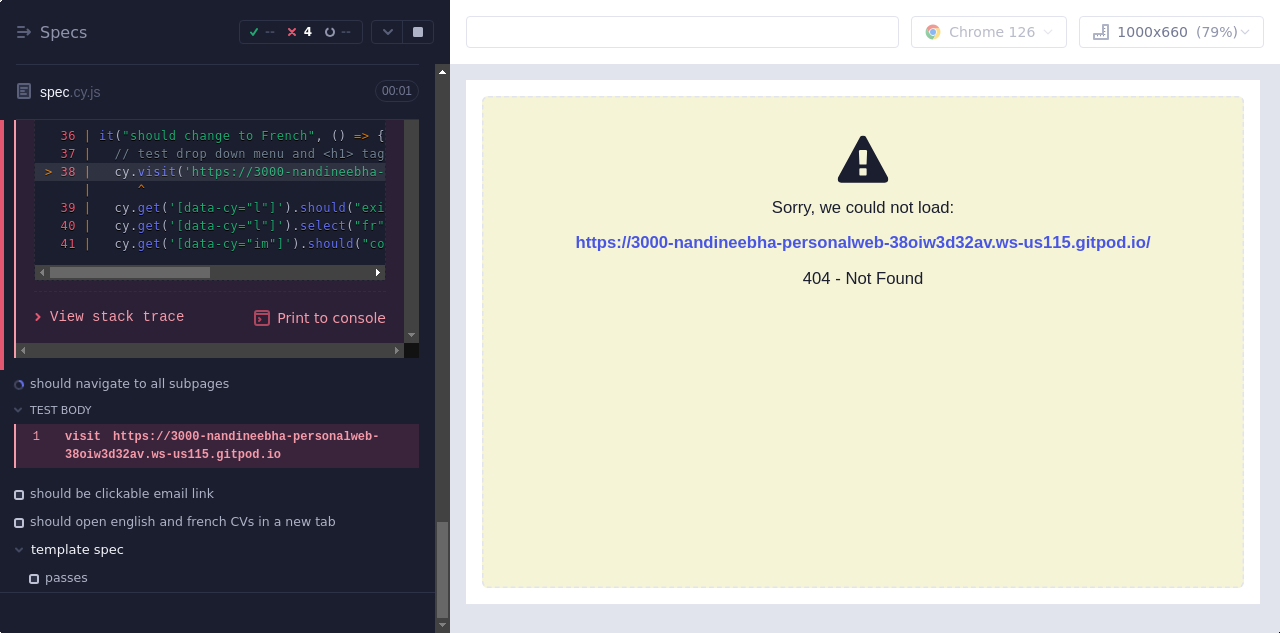 Specs
--
4
--
Chrome 126
1000x660 (79%)
spec.cy.js
00:01
36 | it("should change to French", () => {
37 | // test drop down menu and <h1> tag
> 38 | cy.visit('https://3000-nandineebha-
| ^
39 | cy.get('[data-cy="l"]').should("exi
40 | cy.get('[data-cy="l"]').select("fr"
41 | cy.get('[data-cy="im"]').should("co
View stack trace
Print to console
should navigate to all subpages
TEST BODY
1 visit https://3000-nandineebha-personalweb-
38oiw3d32av.ws-us115.gitpod.io
should be clickable email link
should open english and french CVs in a new tab
template spec
passes
Sorry, we could not load:
https://3000-nandineebha-personalweb-38oiw3d32av.ws-us115.gitpod.io/
404 - Not Found